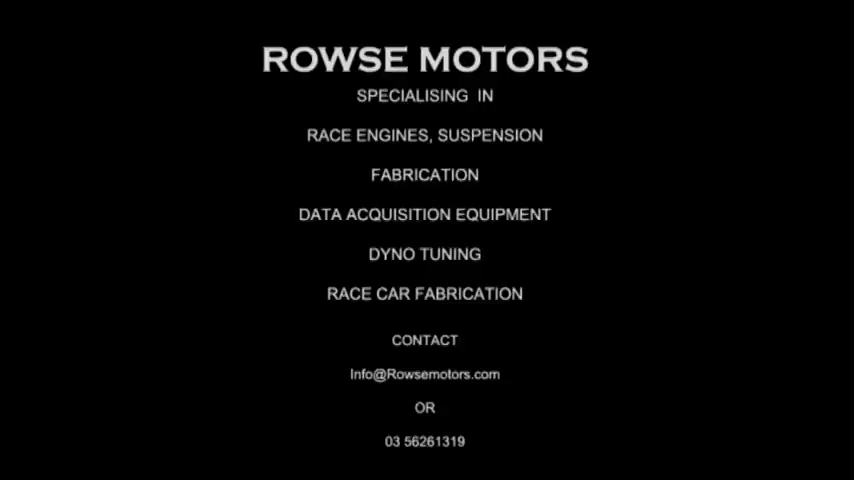 ROWSE MOTORS
SPECIALISING IN
RACE ENGINES, SUSPENSION
FABRICATION
DATA ACQUISITION EQUIPMENT
DYNO TUNING
RACE CAR FABRICATION
CONTACT
Info@Rowsemotors.com
OR
03 56261319